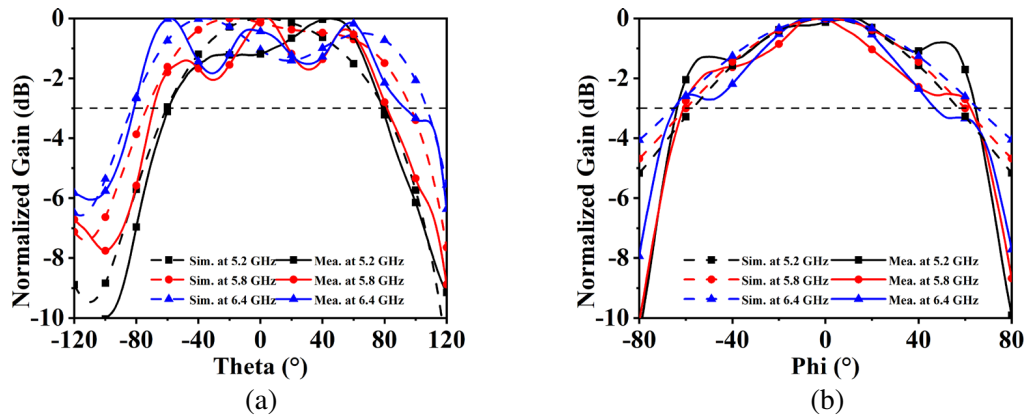 Normalized Gain (dB)
0
-2
-4
-6
-8
-10
Sim. at 5.2 GHz
Mea. at 5.2 GHz
Sim. at 5.8 GHz
Mea. at 5.8 GHz
Sim. at 6.4 GHz
Mea. at 6.4 GHz
-120 -80 -40 0 40 80 120
Theta (°)
(a)
Normalized Gain (dB)
0
-2
-4
-6
-8
-10
Sim. at 5.2 GHz
Mea. at 5.2 GHz
Sim. at 5.8 GHz
Mea. at 5.8 GHz
Sim. at 6.4 GHz
Mea. at 6.4 GHz
-80 -40 0 40 80
Phi (°)
(b)